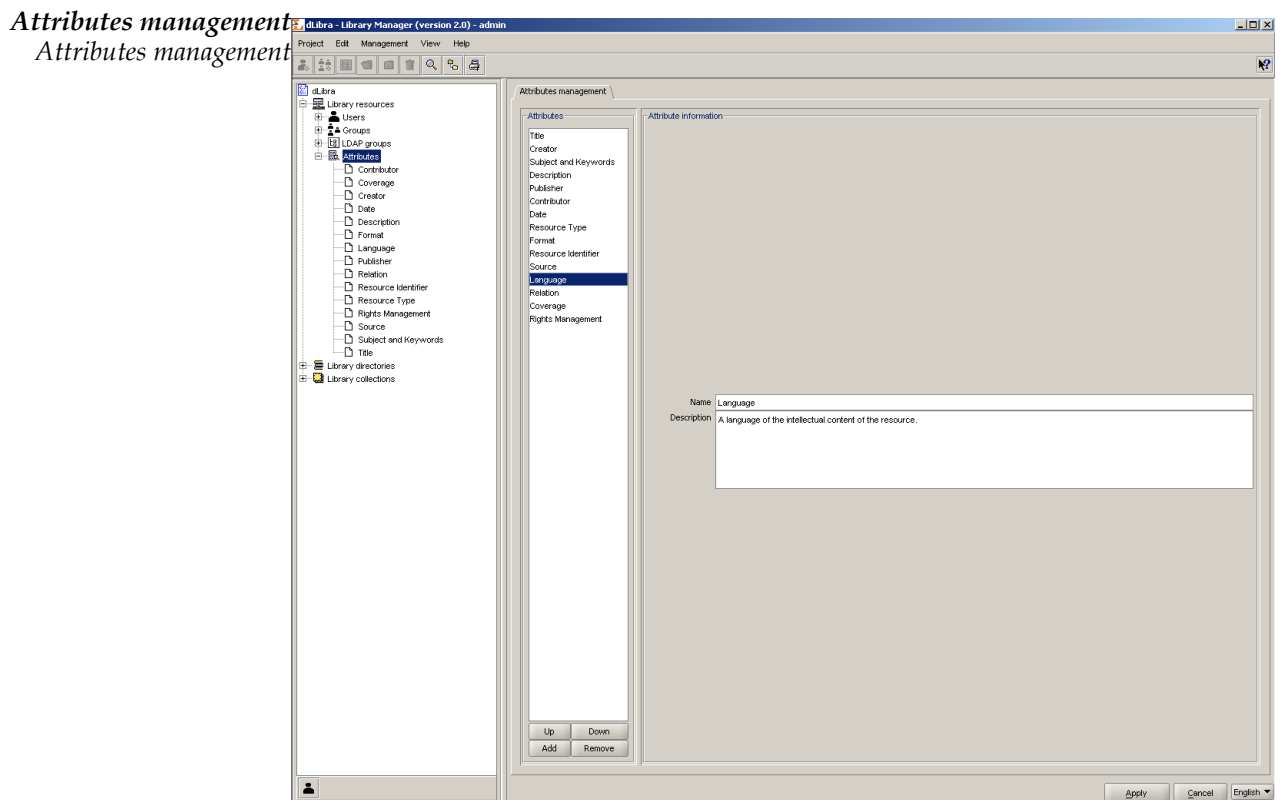 Attributes management
Attributes management
dLibra - Library Manager (version 2.0) - admin
Project Edit Management View Help
dLibra
Library resources
Users
Groups
LDAP groups
Attributes
Contributor
Coverage
Creator
Date
Description
Format
Language
Publisher
Relation
Resource Identifier
Resource Type
Rights Management
Source
Subject and Keywords
Title
Library directories
Library collections
Attributes management
Attributes
Title
Creator
Subject and Keywords
Description
Publisher
Contributor
Date
Resource Type
Format
Resource Identifier
Source
Language
Relation
Coverage
Rights Management
Up Down
Add Remove
Attribute information
Name Language
Description A language of the intellectual content of the resource.
Apply Cancel English